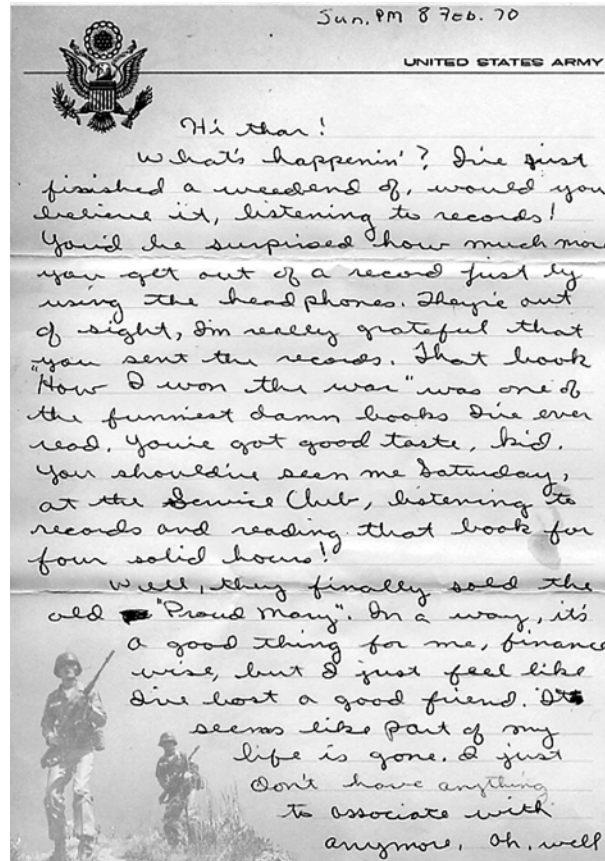 Sun. PM 8 Feb. 70
UNITED STATES ARMY
Hi thar!
What's happenin'? I've just
finished a weekend of, would you
believe it, listening to records!
You'd be surprised how much more
you get out of a record just by
using the headphones. They're out
of sight, I'm really grateful that
you sent the records. That book
"How I won the war" was one of
the funniest damn books I've ever
read. You've got good taste, kid.
You should've seen me Saturday,
at the Service Club, listening to
records and reading that book for
four solid hours!
Well, they finally sold the
old "Proud Mary". In a way, it's
a good thing for me, finance
wise, but I just feel like
I've lost a good friend. It
seems like part of my
life is gone. I just
don't have anything
to associate with
anymore. Oh, well